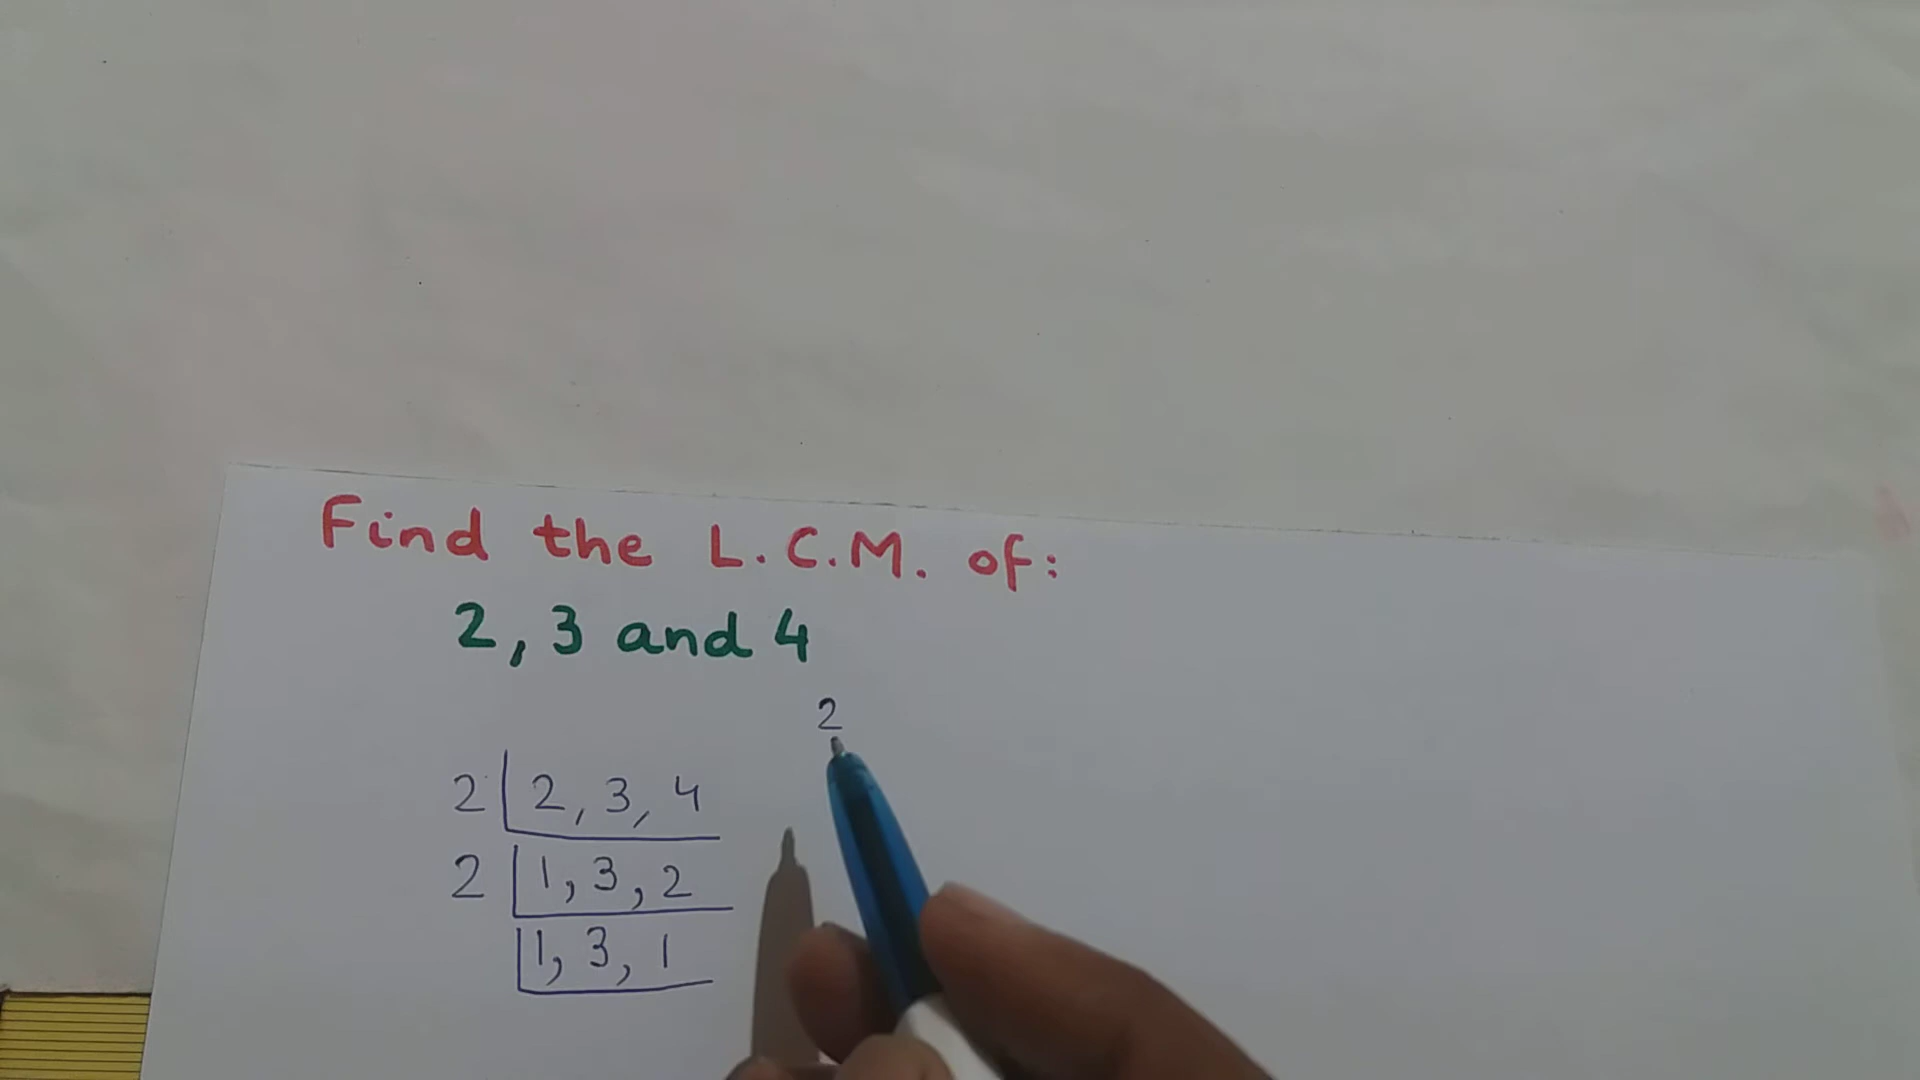 Find the L.C.M. of:
2, 3 and 4
2
2 2, 3, 4
2 1, 3, 2
1, 3, 1